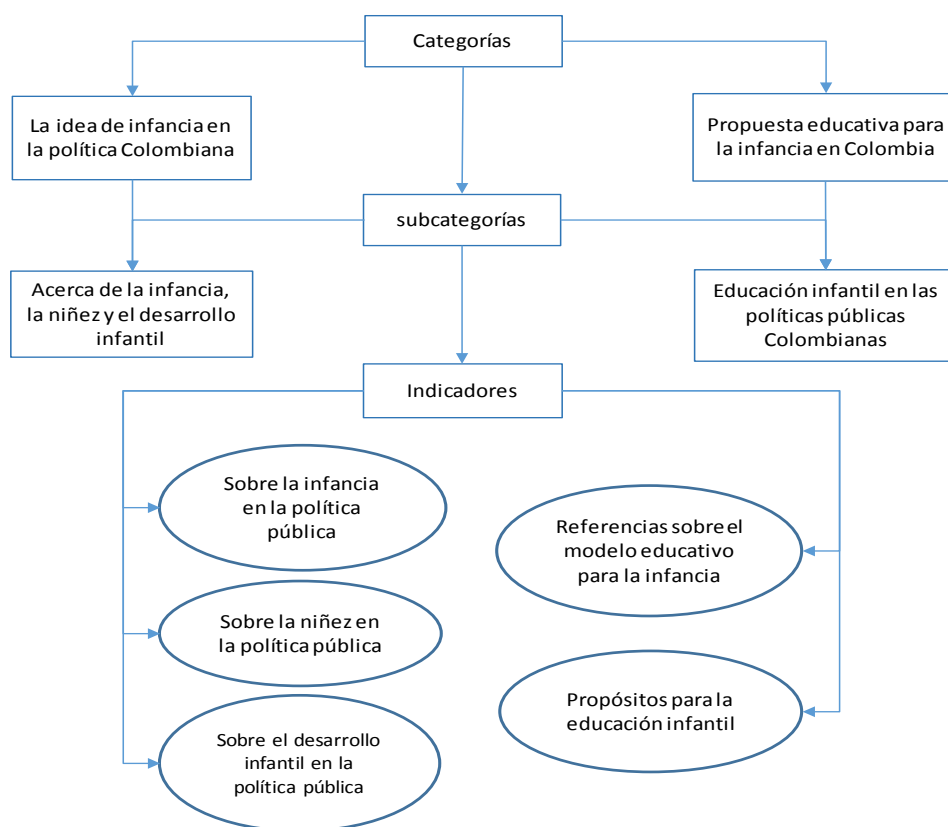 Categorías
La idea de infancia en
la política Colombiana
Propuesta educativa para
la infancia en Colombia
subcategorías
Acerca de la infancia,
la niñez y el desarrollo
infantil
Educación infantil en las
políticas públicas
Colombianas
Indicadores
Sobre la infancia
en la política
pública
Sobre la niñez en
la política pública
Sobre el desarrollo
infantil en la
política pública
Referencias sobre el
modelo educativo
para la infancia
Propósitos para la
educación infantil